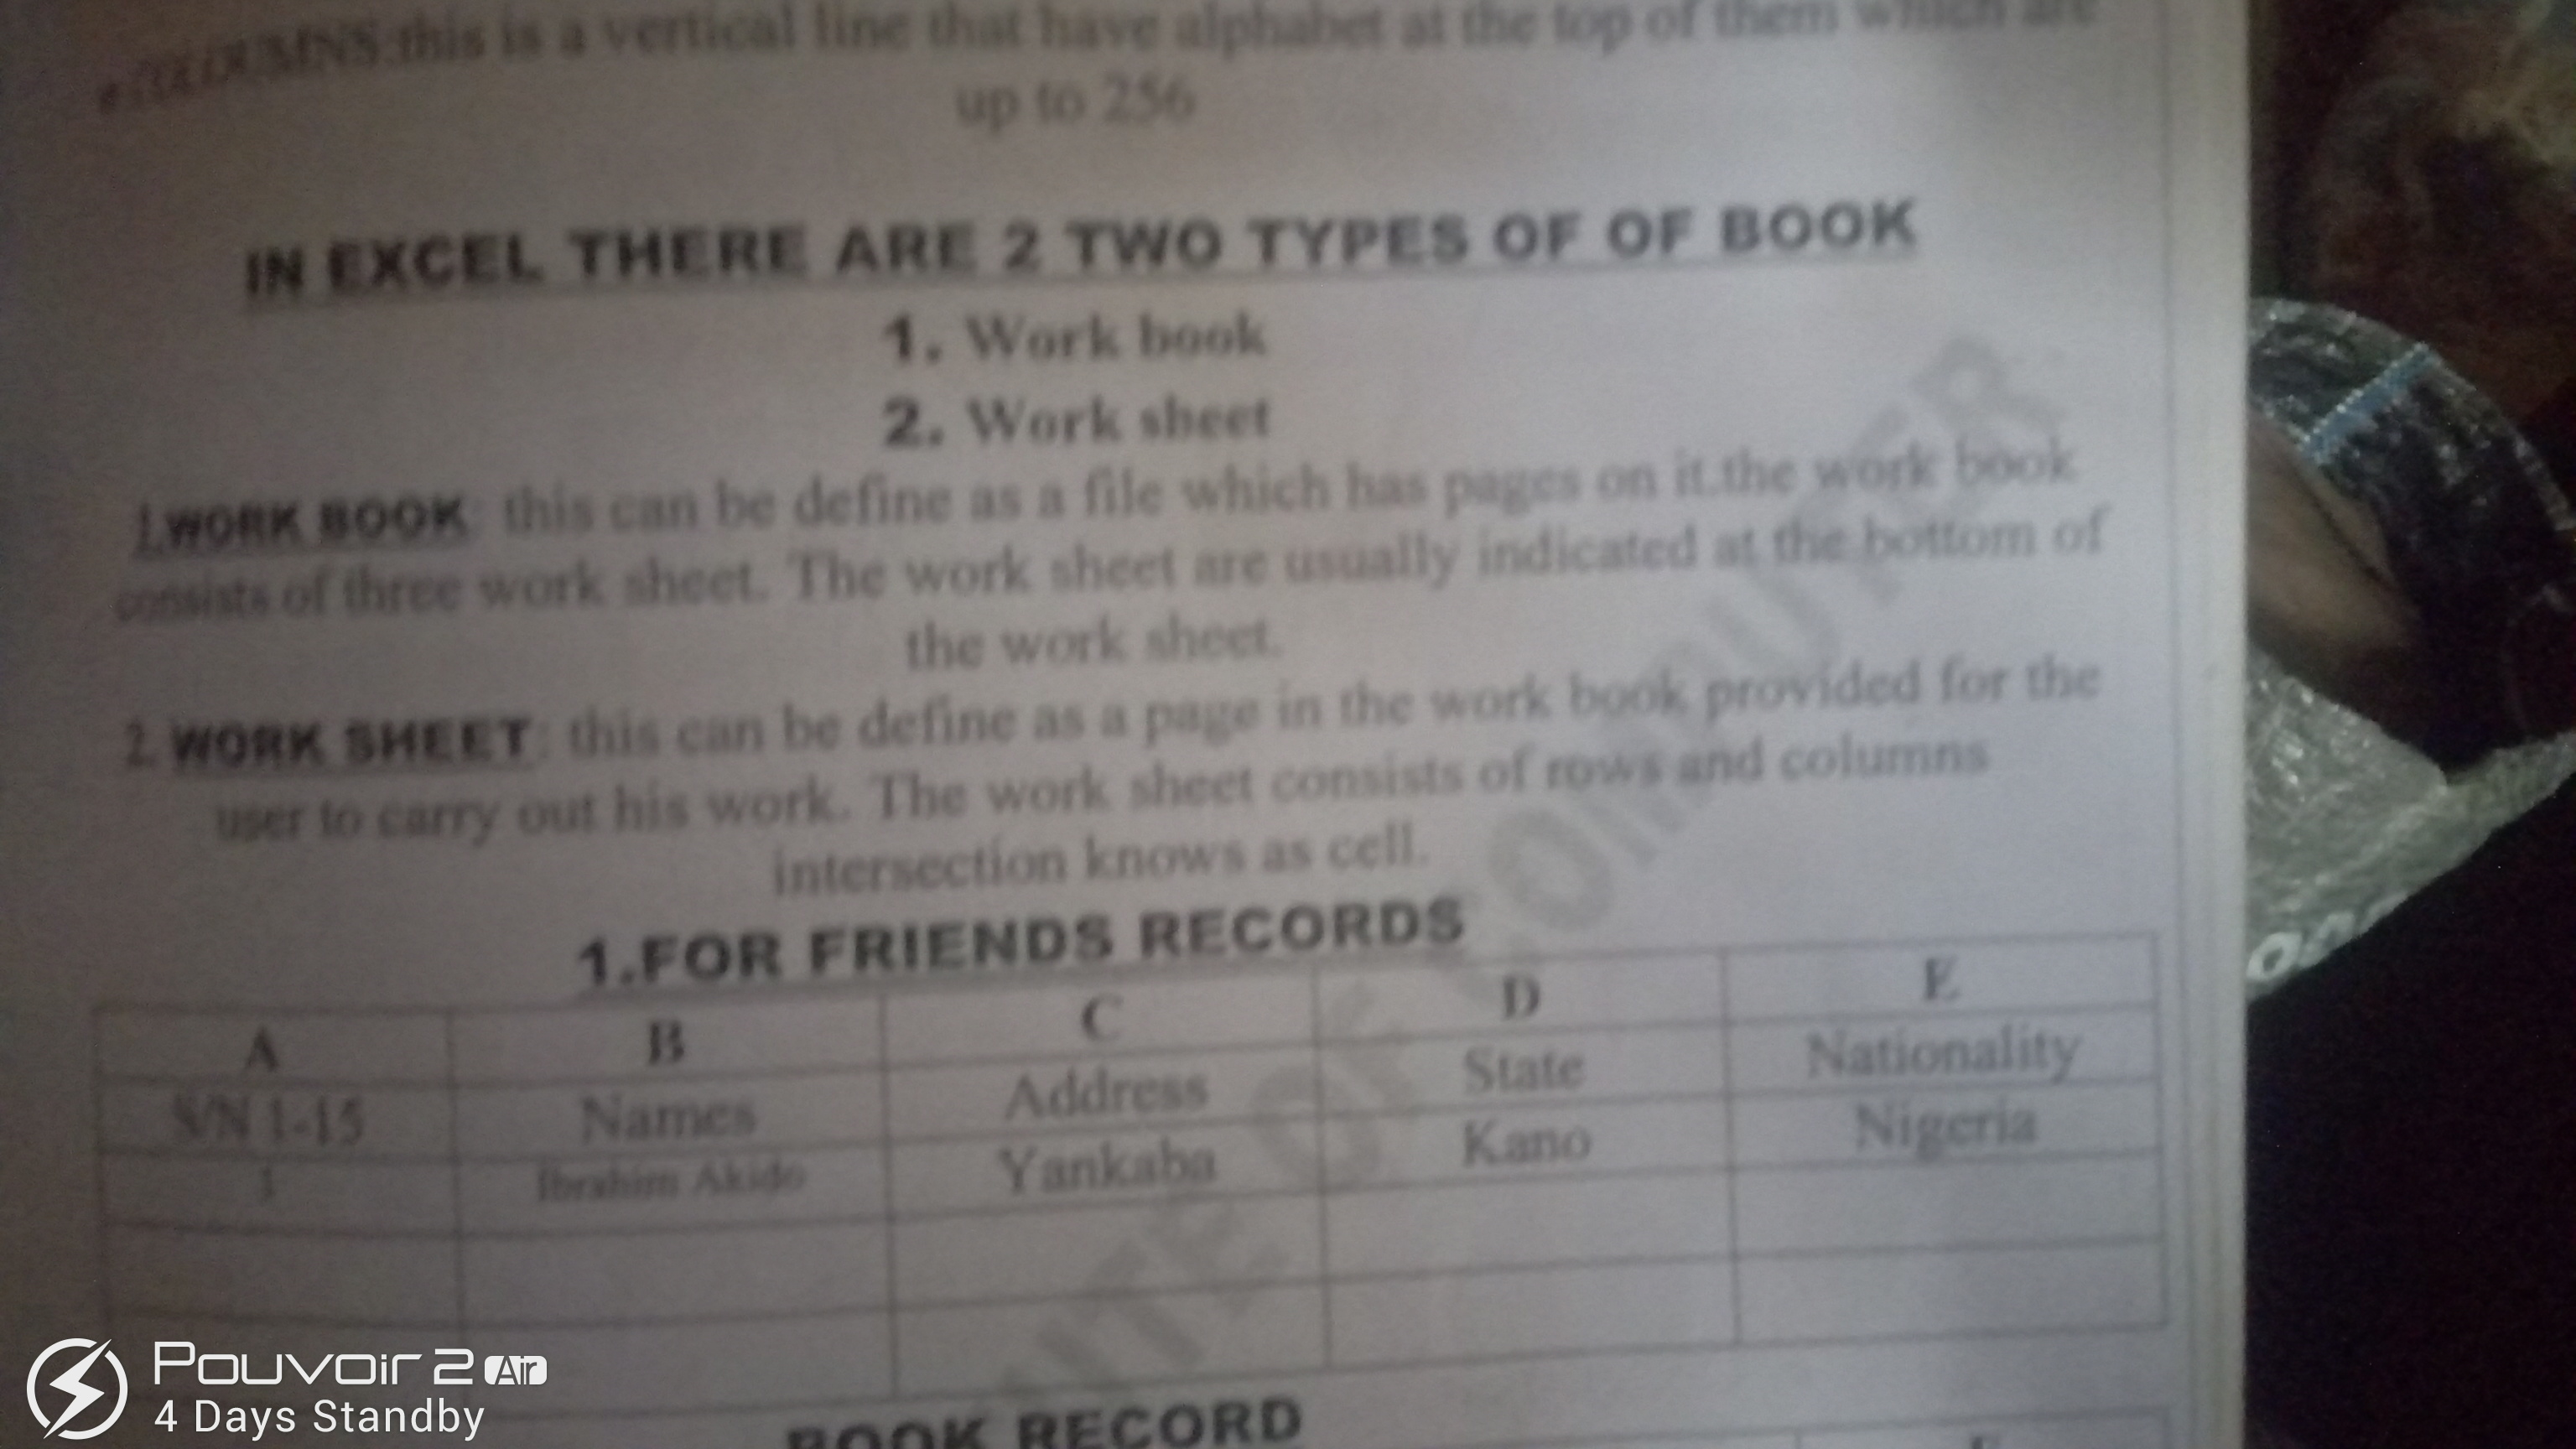 COLOUMNS:this is a vertical line that have alphabet at the top of them which are
up to 256
IN EXCEL THERE ARE 2 TWO TYPES OF OF BOOK
1. Work book
2. Work sheet
1.WORK BOOK: this can be define as a file which has pages on it.the work book
consists of three work sheet. The work sheet are usually indicated at the bottom of
the work sheet.
2.WORK SHEET: this can be define as a page in the work book provided for the
user to carry out his work. The work sheet consists of rows and columns
intersection knows as cell.
1.FOR FRIENDS RECORDS
A B C D E
S/N 1-15 Names Address State Nationality
1 Ibrahim Akido Yankaba Kano Nigeria
BOOK RECORD
OF COMPUTER
Pouvoir 2 Air
4 Days Standby